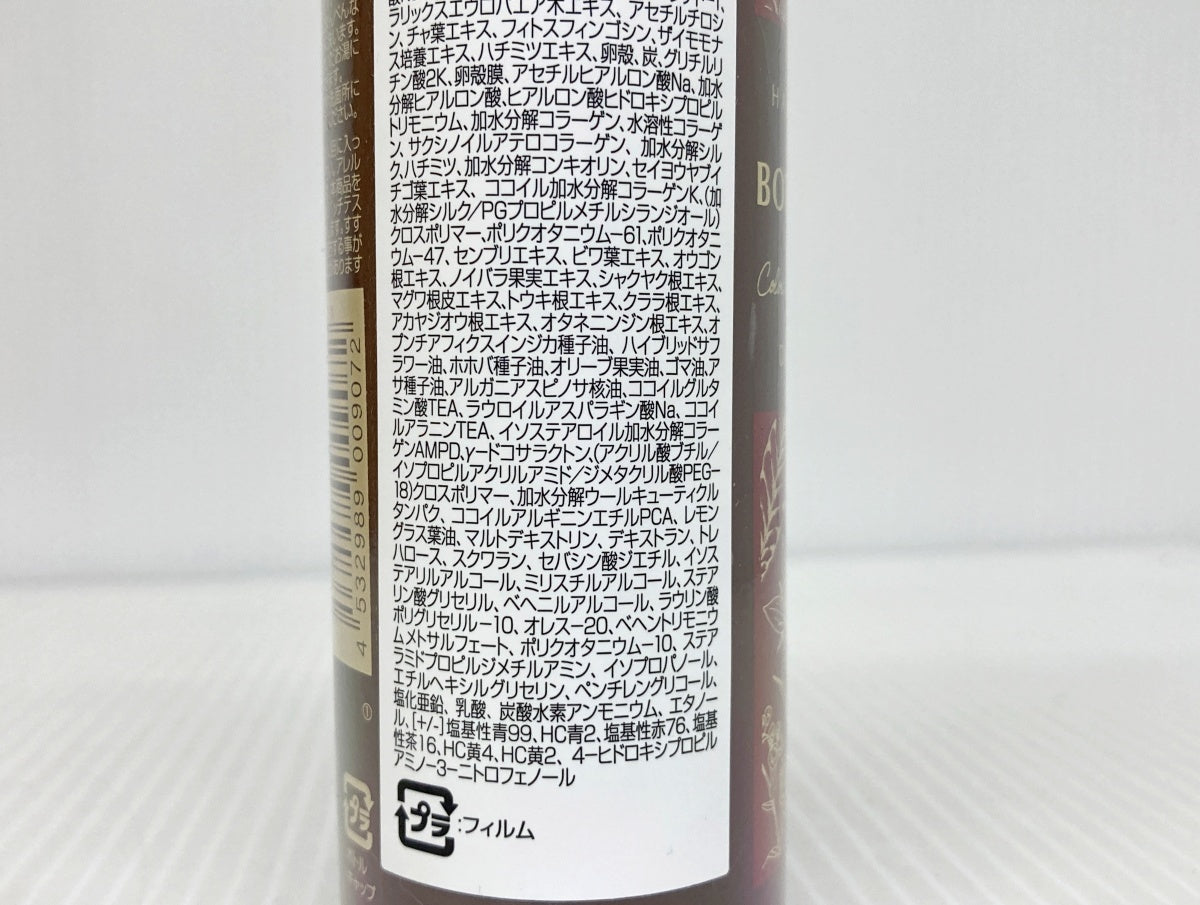 ラリックスエウロパエア木エキス、アセチルチロシ
ン、チャ葉エキス、フィトスフィンゴシン、ザイモモナ
ス培養エキス、ハチミツエキス、卵殻、炭、グリチルリ
チン酸2K、卵殻膜、アセチルヒアルロン酸Na、加水
分解ヒアルロン酸、ヒアルロン酸ヒドロキシプロピル
トリモニウム、加水分解コラーゲン、水溶性コラーゲ
ン、サクシノイルアテロコラーゲン、加水分解シル
ク、ハチミツ、加水分解コンキオリン、セイヨウヤブイ
チゴ葉エキス、ココイル加水分解コラーゲンK、(加
水分解シルク/PGプロピルメチルシランジオール)
クロスポリマー、ポリクオタニウム-61、ポリクオタニ
ウム-47、センブリエキス、ビワ葉エキス、オウゴン
根エキス、ノイバラ果実エキス、シャクヤク根エキス、
マグワ根皮エキス、トウキ根エキス、クララ根エキス、
アカヤジオウ根エキス、オタネニンジン根エキス、オ
プンチアフィクスインジカ種子油、ハイブリッドサフ
ラワー油、ホホバ種子油、オリーブ果実油、ゴマ油、ア
サ種子油、アルガニアスピノサ核油、ココイルグルタ
ミン酸TEA、ラウロイルアスパラギン酸Na、ココイ
ルアラニンTEA、イソステアロイル加水分解コラー
ゲンAMPD、γ-ドコサラクトン、(アクリル酸ブチル/
イソプロピルアクリルアミド/ジメタクリル酸PEG-
18)クロスポリマー、加水分解ウールキューティクル
タンパク、ココイルアルギニンエチルPCA、レモン
グラス葉油、マルトデキストリン、デキストラン、トレ
ハロース、スクワラン、セバシン酸ジエチル、イソス
テアリルアルコール、ミリスチルアルコール、ステア
リン酸グリセリル、ベヘニルアルコール、ラウリン酸
ポリグリセリル-10、オレス-20、ベヘントリモニウ
ムメトサルフェート、ポリクオタニウム-10、ステア
ラミドプロピルジメチルアミン、イソプロパノール、
エチルヘキシルグリセリン、ペンチレングリコール、
塩化亜鉛、乳酸、炭酸水素アンモニウム、エタノー
ル、[+/-]塩基性青99、HC青2、塩基性赤76、塩基
性茶16、HC黄4、HC黄2、4-ヒドロキシプロピル
アミノ-3-ニトロフェノール
プラ:フィルム
4 532989 009072
①
プラ
BO